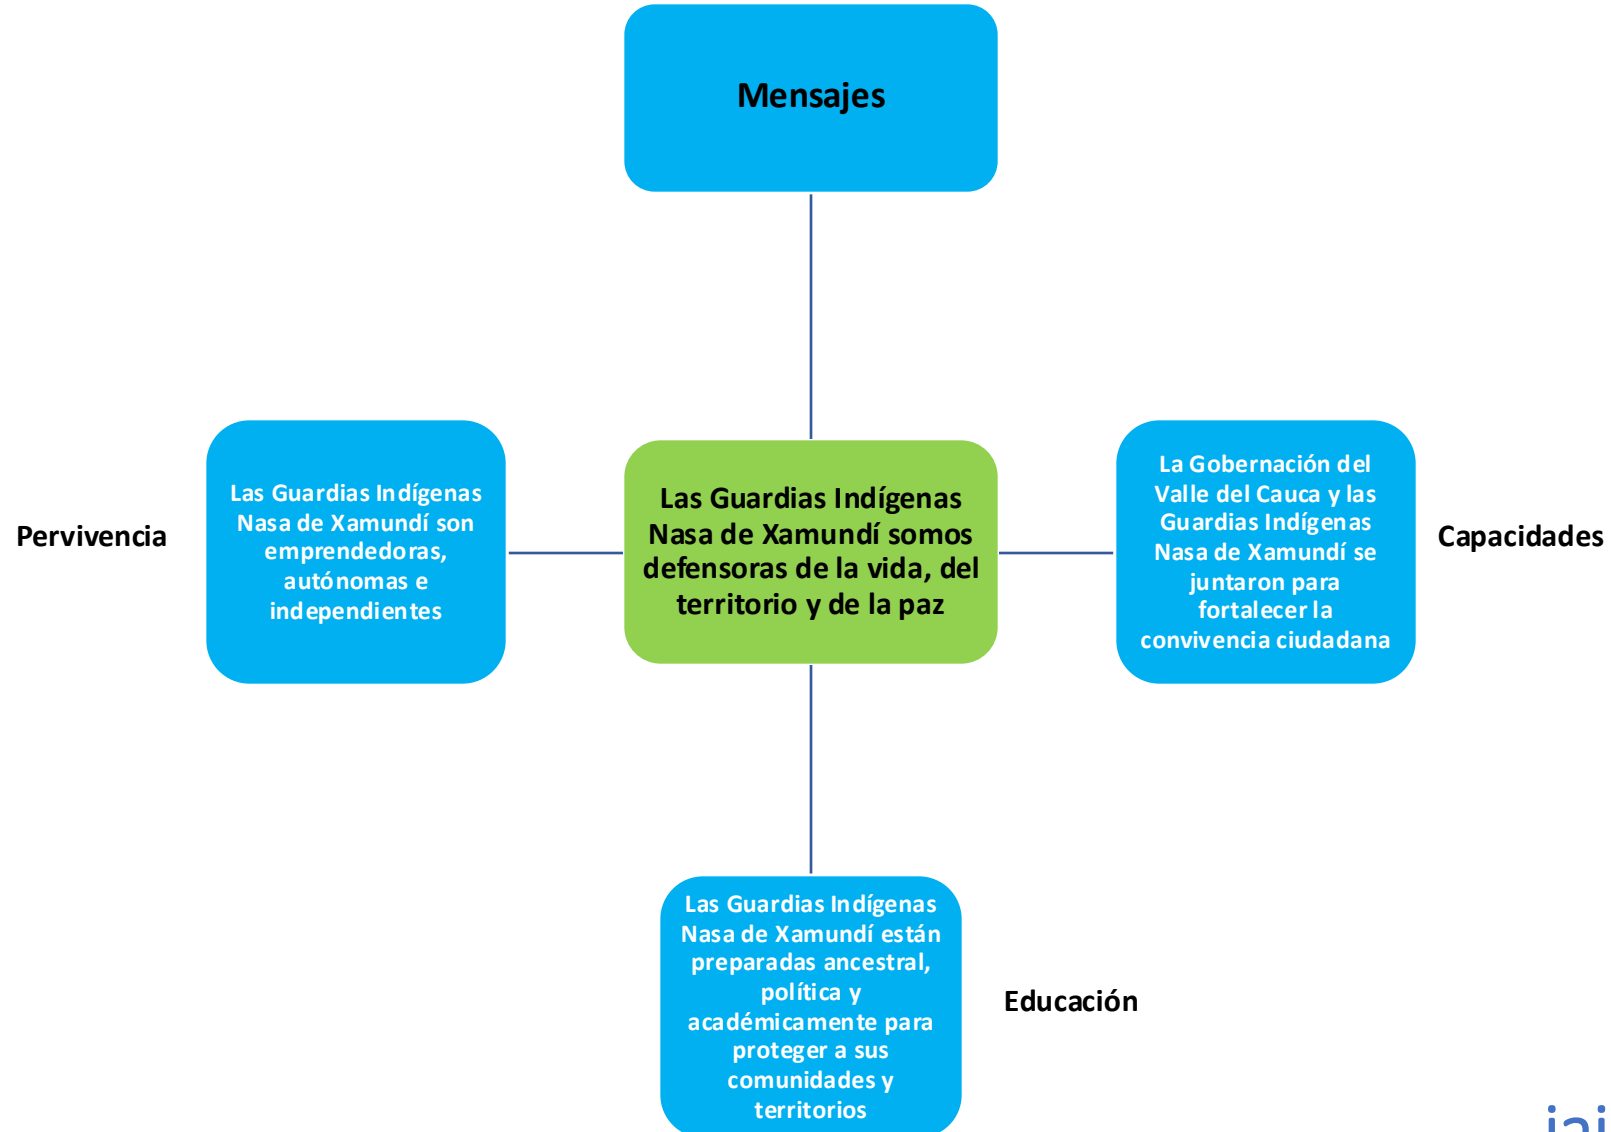 Mensajes
Pervivencia
Las Guardias Indígenas
Nasa de Xamundí son
emprendedoras,
autónomas e
independientes
Las Guardias Indígenas
Nasa de Xamundí somos
defensoras de la vida, del
territorio y de la paz
La Gobernación del
Valle del Cauca y las
Guardias Indígenas
Nasa de Xamundí se
juntaron para
fortalecer la
convivencia ciudadana
Capacidades
Las Guardias Indígenas
Nasa de Xamundí están
preparadas ancestral,
política y
académicamente para
proteger a sus
comunidades y
territorios
Educación